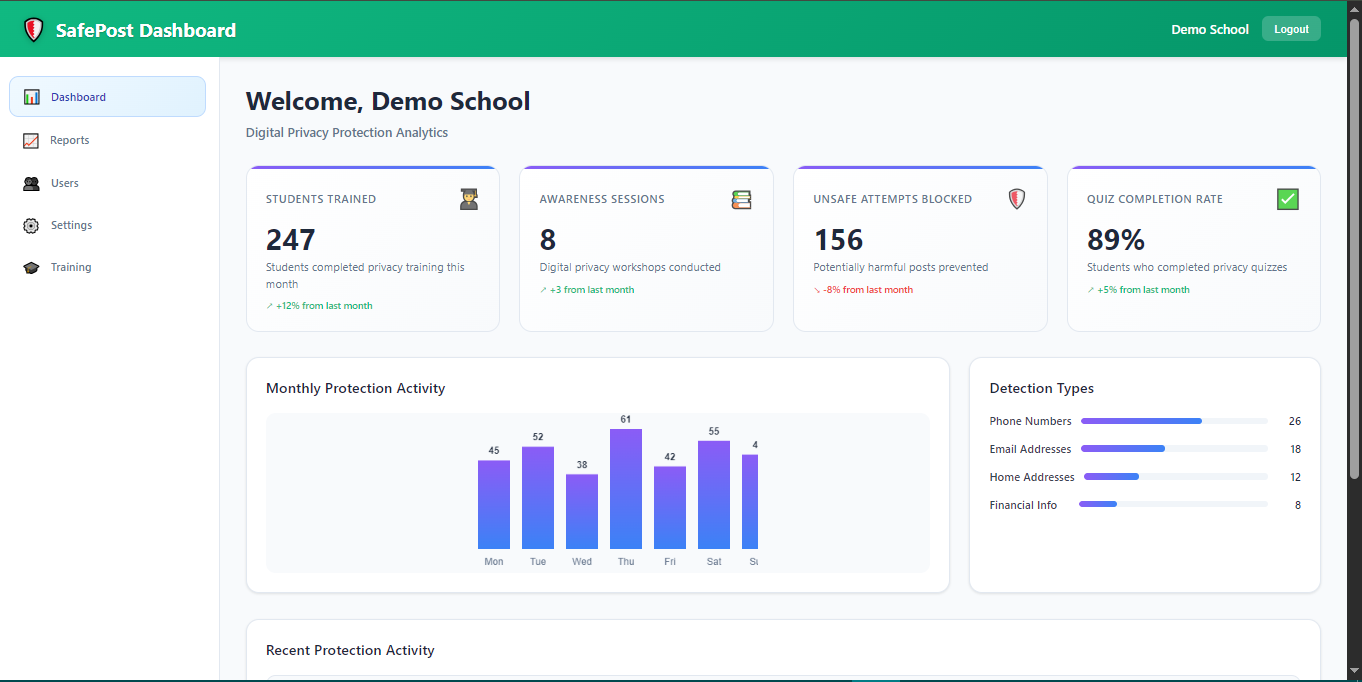 SafePost Dashboard
Demo School
Logout
Dashboard
Reports
Users
Settings
Training
Welcome, Demo School
Digital Privacy Protection Analytics
STUDENTS TRAINED
247
Students completed privacy training this
month
↗ +12% from last month
AWARENESS SESSIONS
8
Digital privacy workshops conducted
↗ +3 from last month
UNSAFE ATTEMPTS BLOCKED
156
Potentially harmful posts prevented
↘ -8% from last month
QUIZ COMPLETION RATE
89%
Students who completed privacy quizzes
↗ +5% from last month
Monthly Protection Activity
45 52 38 61 42 55 4
Mon Tue Wed Thu Fri Sat
Detection Types
Phone Numbers 26
Email Addresses 18
Home Addresses 12
Financial Info 8
Recent Protection Activity